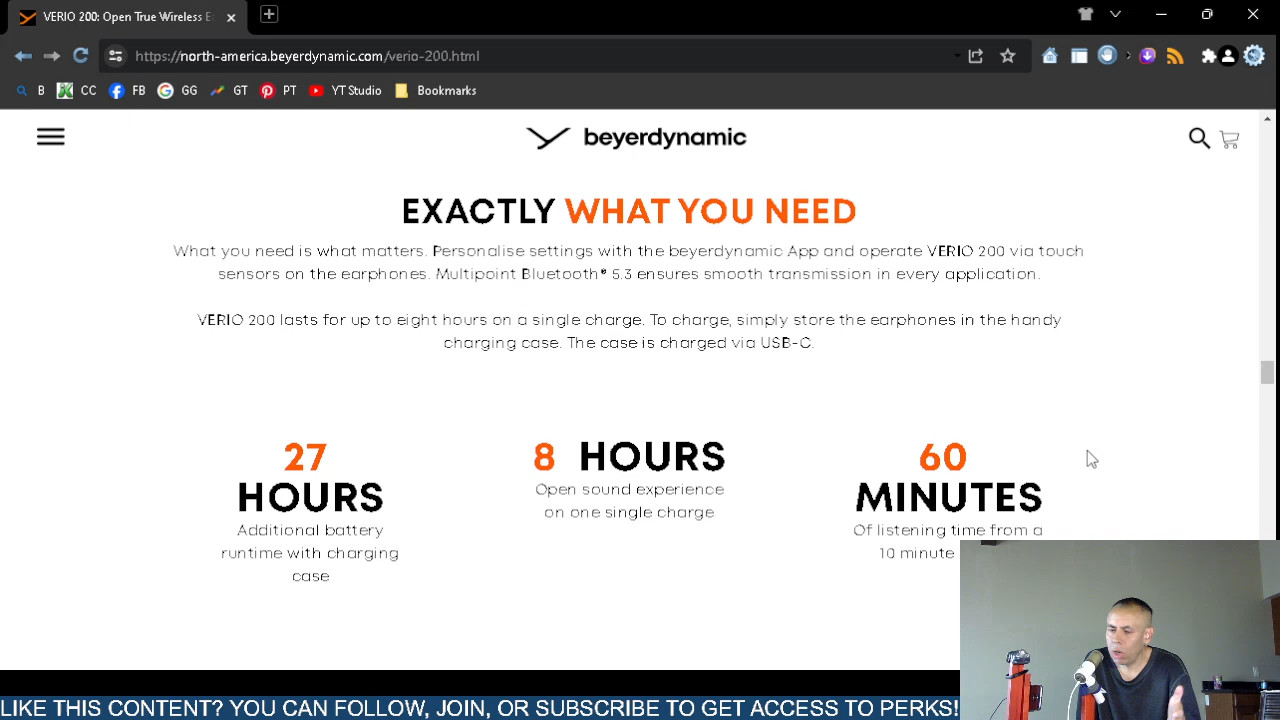 VERIO 200: Open True Wireless E
https://north-america.beyerdynamic.com/verio-200.html
B CC FB GG GT PT YT Studio Bookmarks
beyerdynamic
EXACTLY WHAT YOU NEED
What you need is what matters. Personalise settings with the beyerdynamic App and operate VERIO 200 via touch
sensors on the earphones. Multipoint Bluetooth® 5.3 ensures smooth transmission in every application.
VERIO 200 lasts for up to eight hours on a single charge. To charge, simply store the earphones in the handy
charging case. The case is charged via USB-C.
27
HOURS
Additional battery
runtime with charging
case
8 HOURS
Open sound experience
on one single charge
60
MINUTES
Of listening time from a
10 minute
LIKE THIS CONTENT? YOU CAN FOLLOW, JOIN, OR SUBSCRIBE TO GET ACCESS TO PERKS!